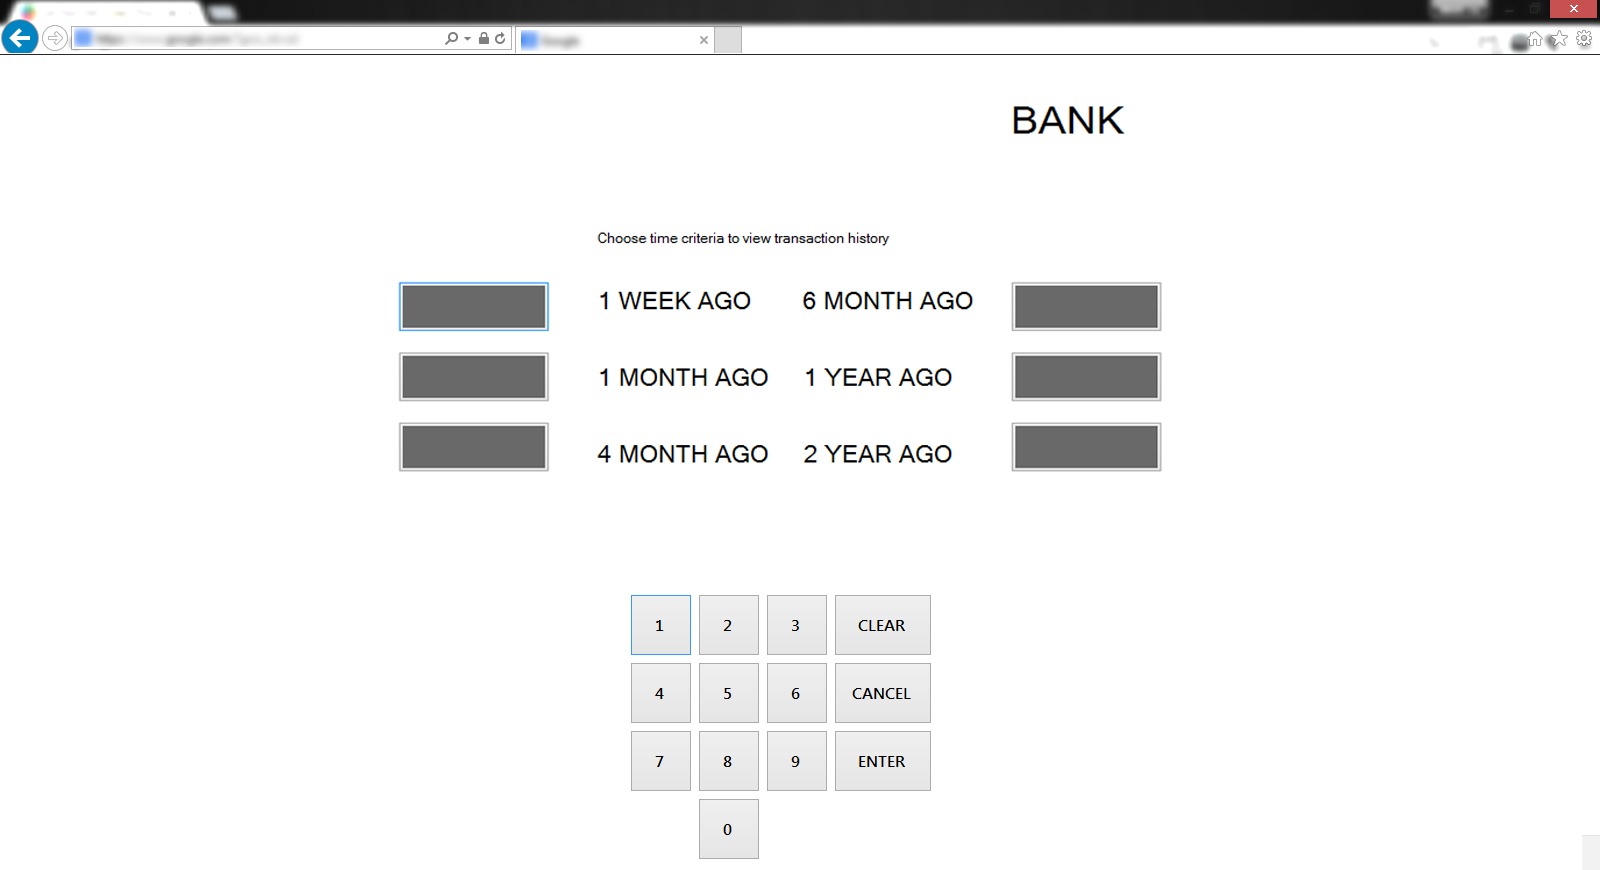 BANK
Choose time criteria to view transaction history
1 WEEK AGO 6 MONTH AGO
1 MONTH AGO 1 YEAR AGO
4 MONTH AGO 2 YEAR AGO
1 2 3 CLEAR
4 5 6 CANCEL
7 8 9 ENTER
0